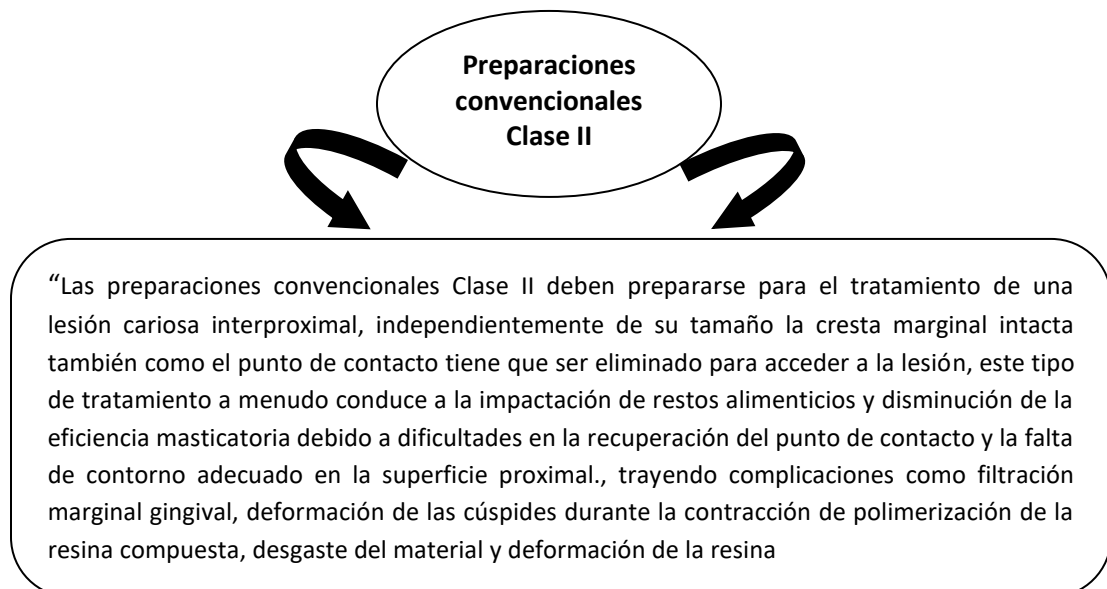 Preparaciones
convencionales
Clase II
“Las preparaciones convencionales Clase II deben prepararse para el tratamiento de una
lesión cariosa interproximal, independientemente de su tamaño la cresta marginal intacta
también como el punto de contacto tiene que ser eliminado para acceder a la lesión, este tipo
de tratamiento a menudo conduce a la impactación de restos alimenticios y disminución de la
eficiencia masticatoria debido a dificultades en la recuperación del punto de contacto y la falta
de contorno adecuado en la superficie proximal., trayendo complicaciones como filtración
marginal gingival, deformación de las cúspides durante la contracción de polimerización de la
resina compuesta, desgaste del material y deformación de la resina